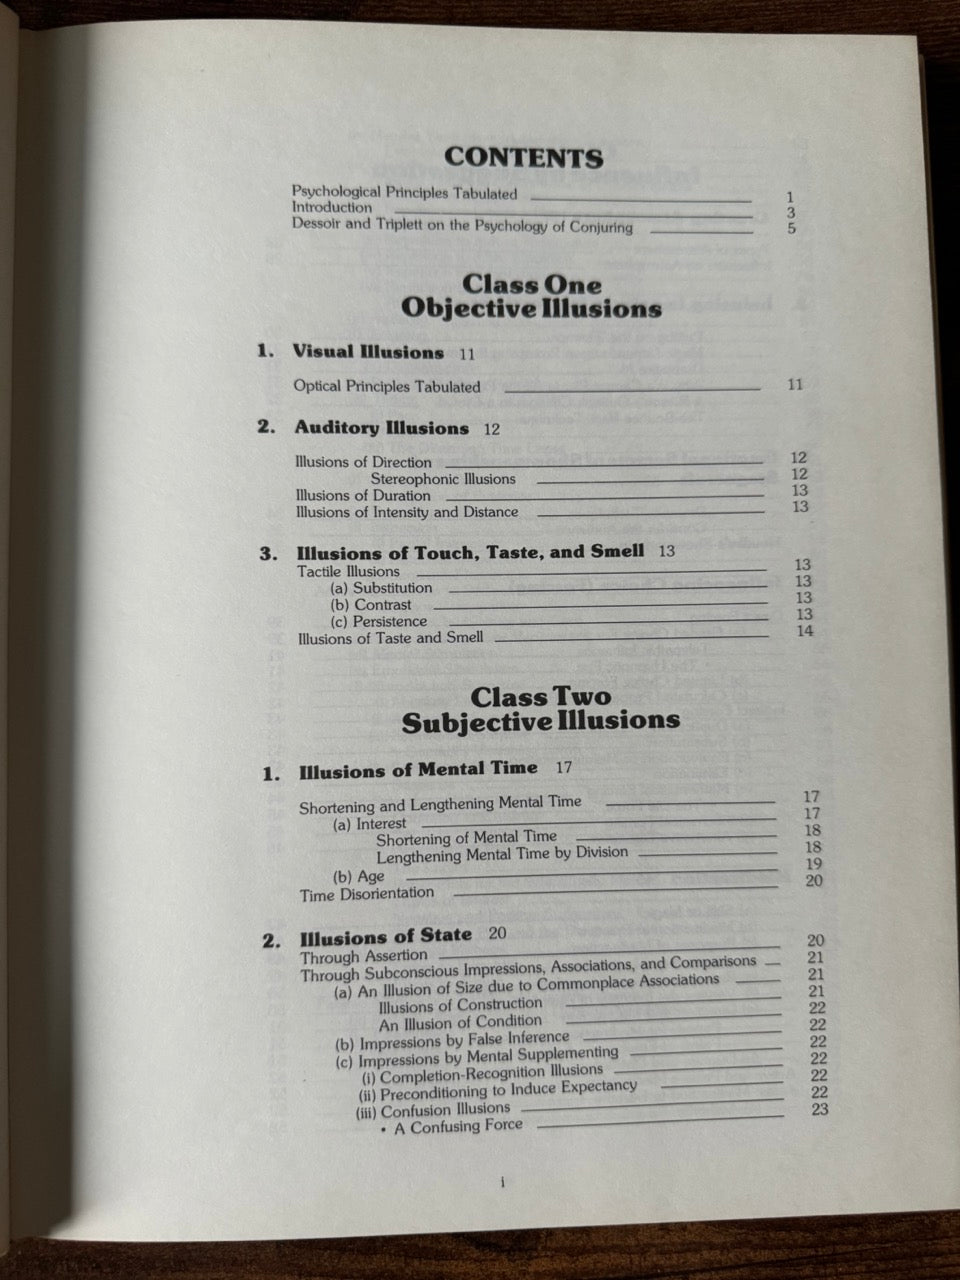 CONTENTS
Psychological Principles Tabulated 1
Introduction 3
Dessoir and Triplett on the Psychology of Conjuring 5
Class One
Objective Illusions
1. Visual Illusions 11
Optical Principles Tabulated 11
2. Auditory Illusions 12
Illusions of Direction 12
Stereophonic Illusions 12
Illusions of Duration 13
Illusions of Intensity and Distance 13
3. Illusions of Touch, Taste, and Smell 13
Tactile Illusions 13
(a) Substitution 13
(b) Contrast 13
(c) Persistence 13
Illusions of Taste and Smell 14
Class Two
Subjective Illusions
1. Illusions of Mental Time 17
Shortening and Lengthening Mental Time 17
(a) Interest 17
Shortening of Mental Time 18
Lengthening Mental Time by Division 18
(b) Age 19
Time Disorientation 20
2. Illusions of State 20
Through Assertion 20
Through Subconscious Impressions, Associations, and Comparisons 21
(a) An Illusion of Size due to Commonplace Associations 21
Illusions of Construction 21
An Illusion of Condition 22
(b) Impressions by False Inference 22
(c) Impressions by Mental Supplementing 22
(i) Completion-Recognition Illusions 22
(ii) Preconditioning to Induce Expectancy 22
(iii) Confusion Illusions 22
• A Confusing Force 23
i